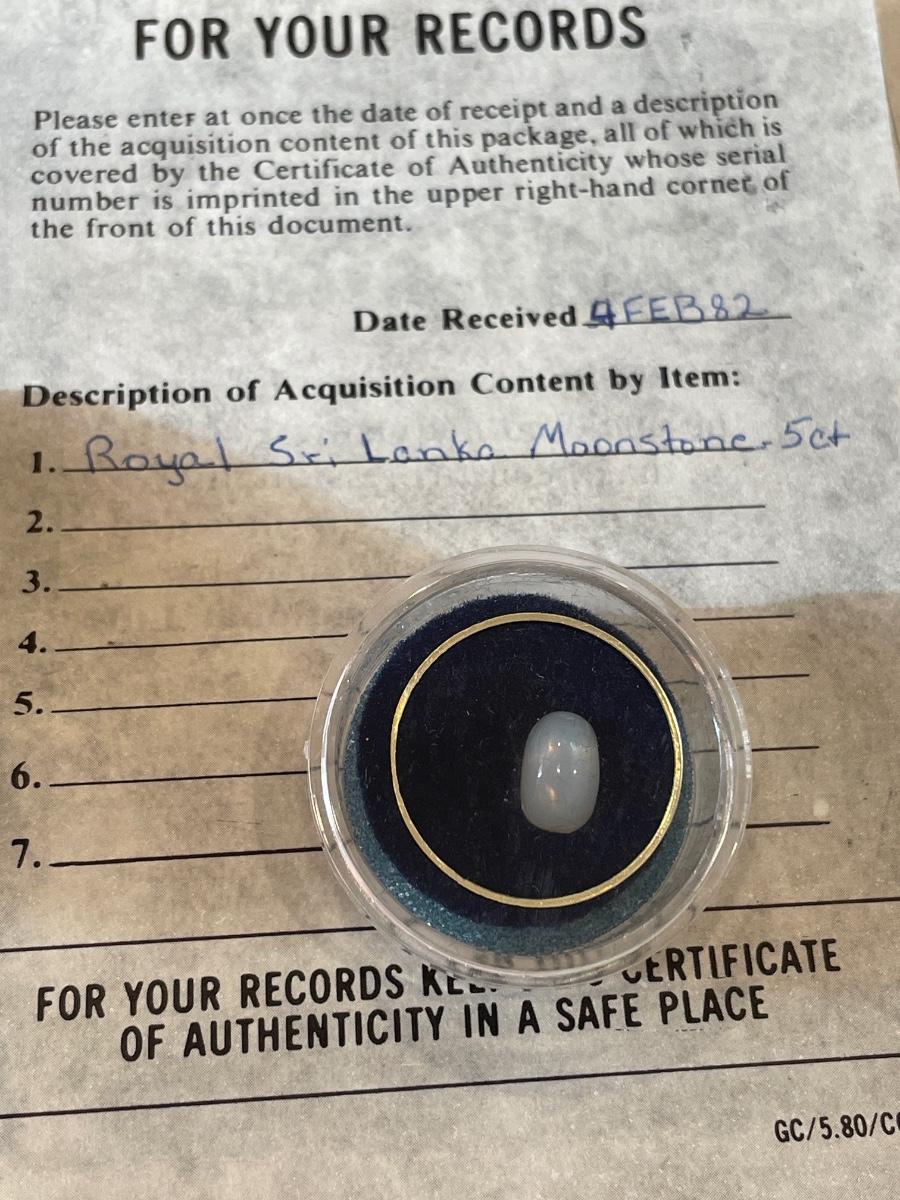 FOR YOUR RECORDS
Please enter at once the date of receipt and a description
of the acquisition content of this package, all of which is
covered by the Certificate of Authenticity whose serial
number is imprinted in the upper right-hand corner of
the front of this document.
Date Received 4 FEB 82
Description of Acquisition Content by Item:
1. Royal Sri Lanka Moonstone. 5ct
2.
3.
4.
5.
6.
7.
FOR YOUR RECORDS CERTIFICATE
OF AUTHENTICITY IN A SAFE PLACE
GC/5.80/